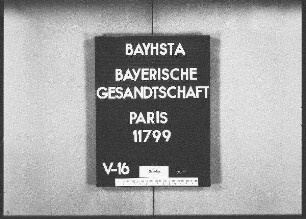 BAYHSTA
BAYERISCHE
GESANDTSCHAFT
PARIS
11799
V-16